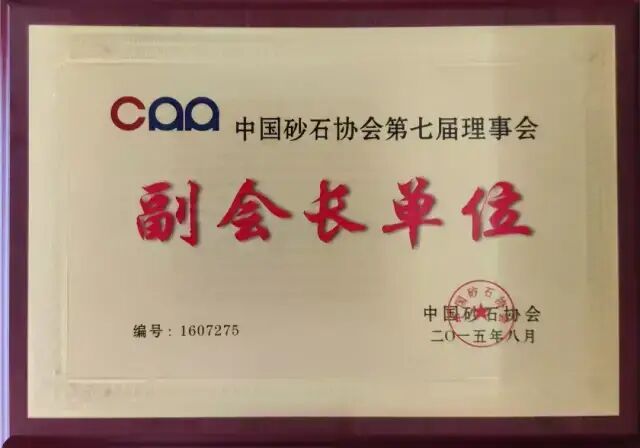 CAA 中国砂石协会第七届理事会
副会长单位
编号：1607275
中国砂石协会
二〇一五年八月